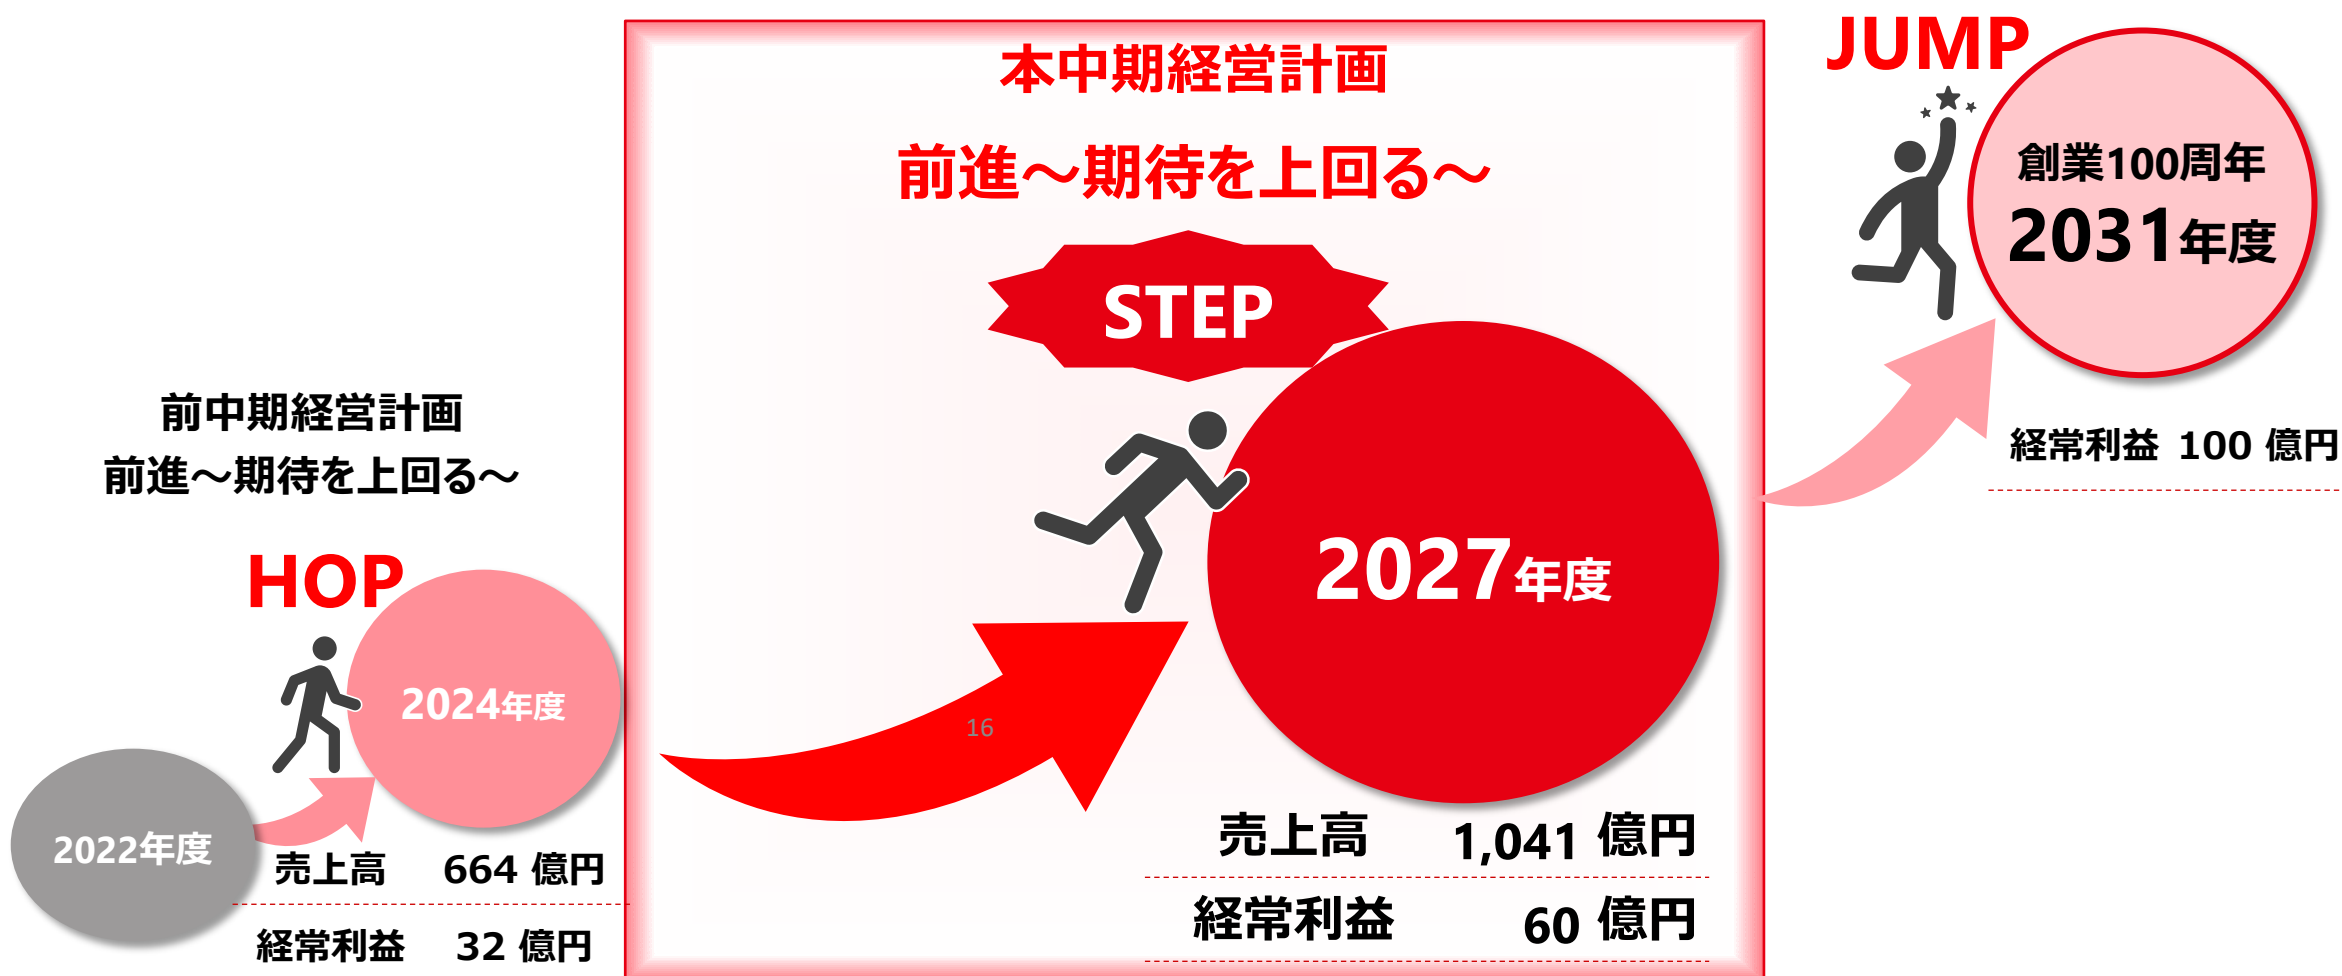 前中期経営計画
前進～期待を上回る～
HOP
2022年度
2024年度
売上高 664 億円
経常利益 32 億円
本中期経営計画
前進～期待を上回る～
STEP
2027年度
16
売上高 1,041 億円
経常利益 60 億円
JUMP
創業100周年
2031年度
経常利益 100 億円